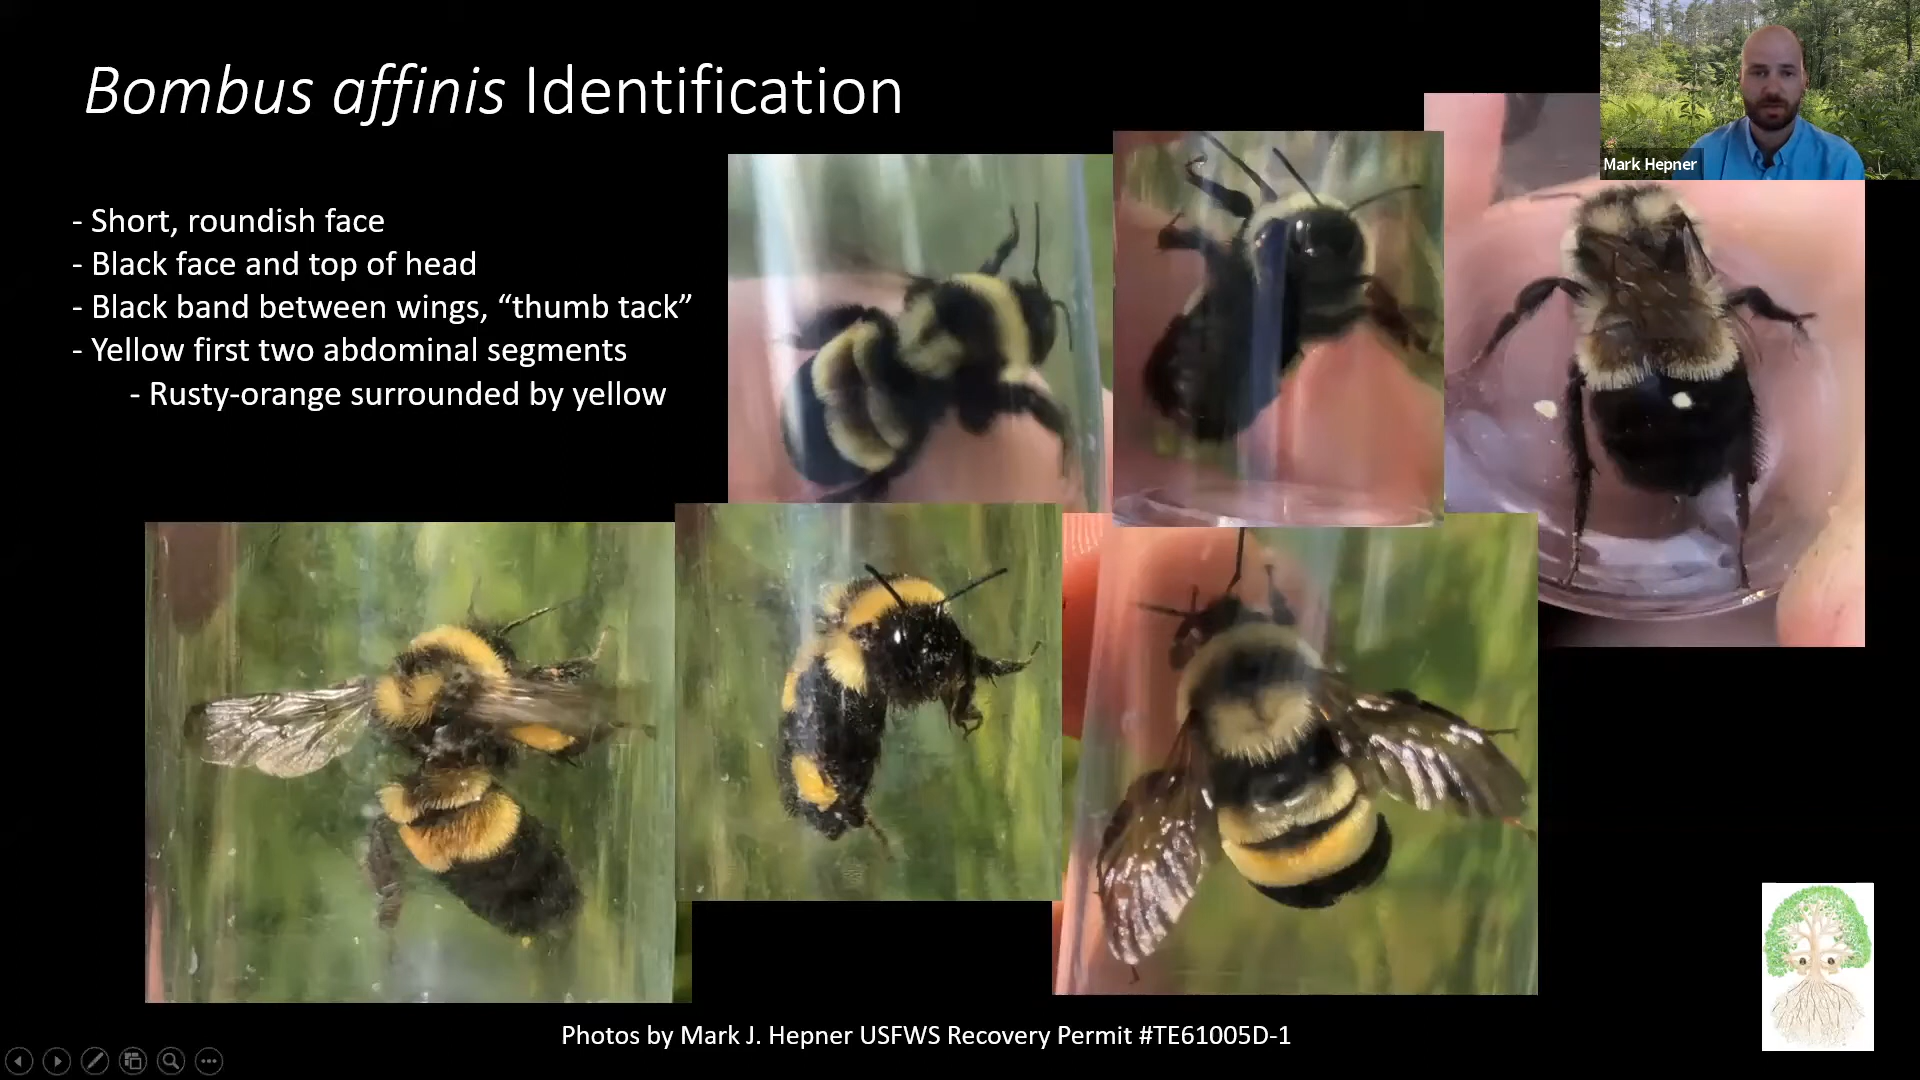 Bombus affinis Identification
Mark Hepner
- Short, roundish face
- Black face and top of head
- Black band between wings, “thumb tack”
- Yellow first two abdominal segments
- Rusty-orange surrounded by yellow
Photos by Mark J. Hepner USFWS Recovery Permit #TE61005D-1